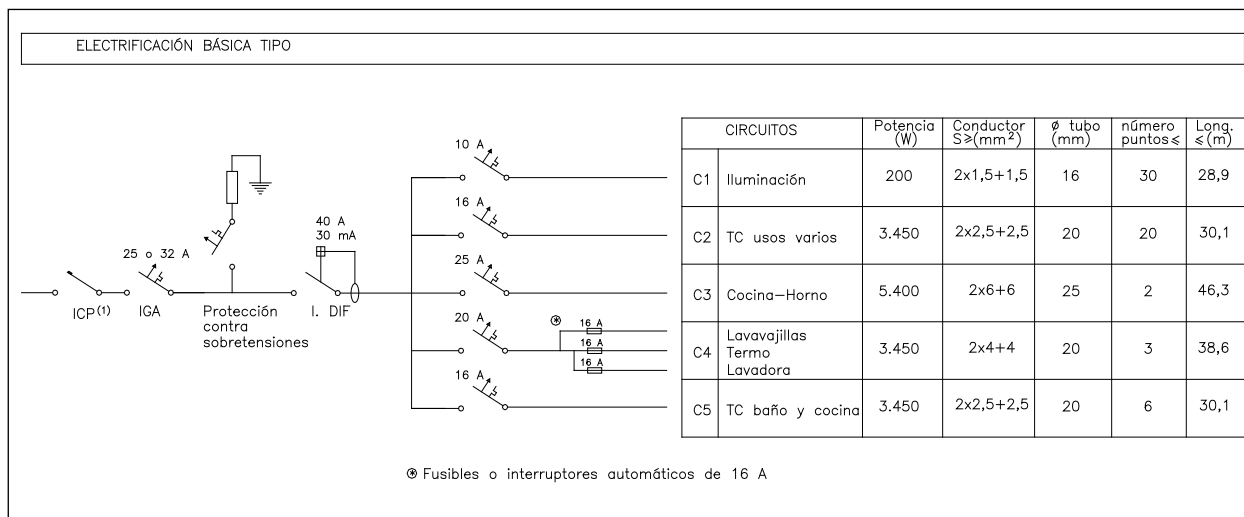 ELECTRIFICACIÓN BÁSICA TIPO
25 o 32 A
ICP(1)
IGA
Protección
contra
sobretensiones
40 A
30 mA
I. DIF
10 A
16 A
25 A
20 A
16 A
⊛
16 A
16 A
16 A
CIRCUITOS Potencia (W) Conductor S≥(mm²) ø tubo (mm) número puntos≤ Long. ≤(m)
C1 Iluminación 200 2x1,5+1,5 16 30 28,9
C2 TC usos varios 3.450 2x2,5+2,5 20 20 30,1
C3 Cocina–Horno 5.400 2x6+6 25 2 46,3
C4 Lavavajillas Termo Lavadora 3.450 2x4+4 20 3 38,6
C5 TC baño y cocina 3.450 2x2,5+2,5 20 6 30,1
⊛ Fusibles o interruptores automáticos de 16 A